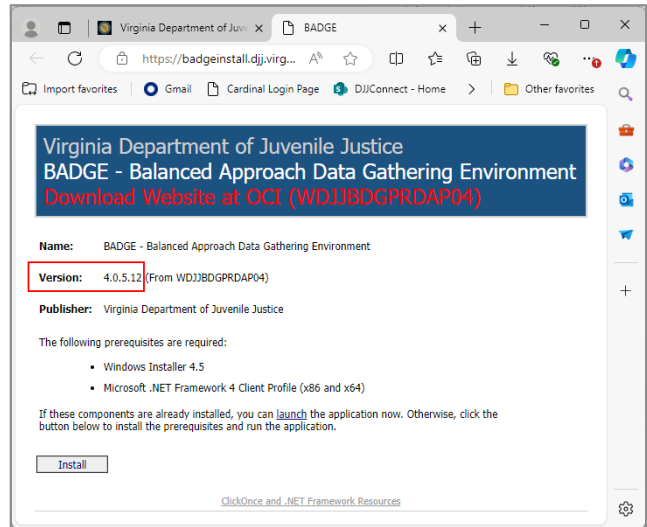 Virginia Department of Juve
BADGE
https://badgeinstall.djj.virg...
Import favorites
Gmail
Cardinal Login Page
DJJConnect - Home
Other favorites
Virginia Department of Juvenile Justice
BADGE - Balanced Approach Data Gathering Environment
Download Website at OCI (WDJJBDGPRDAP04)
Name: BADGE - Balanced Approach Data Gathering Environment
Version: 4.0.5.12 (From WDJJBDGPRDAP04)
Publisher: Virginia Department of Juvenile Justice
The following prerequisites are required:
• Windows Installer 4.5
• Microsoft .NET Framework 4 Client Profile (x86 and x64)
If these components are already installed, you can launch the application now. Otherwise, click the
button below to install the prerequisites and run the application.
Install
ClickOnce and .NET Framework Resources